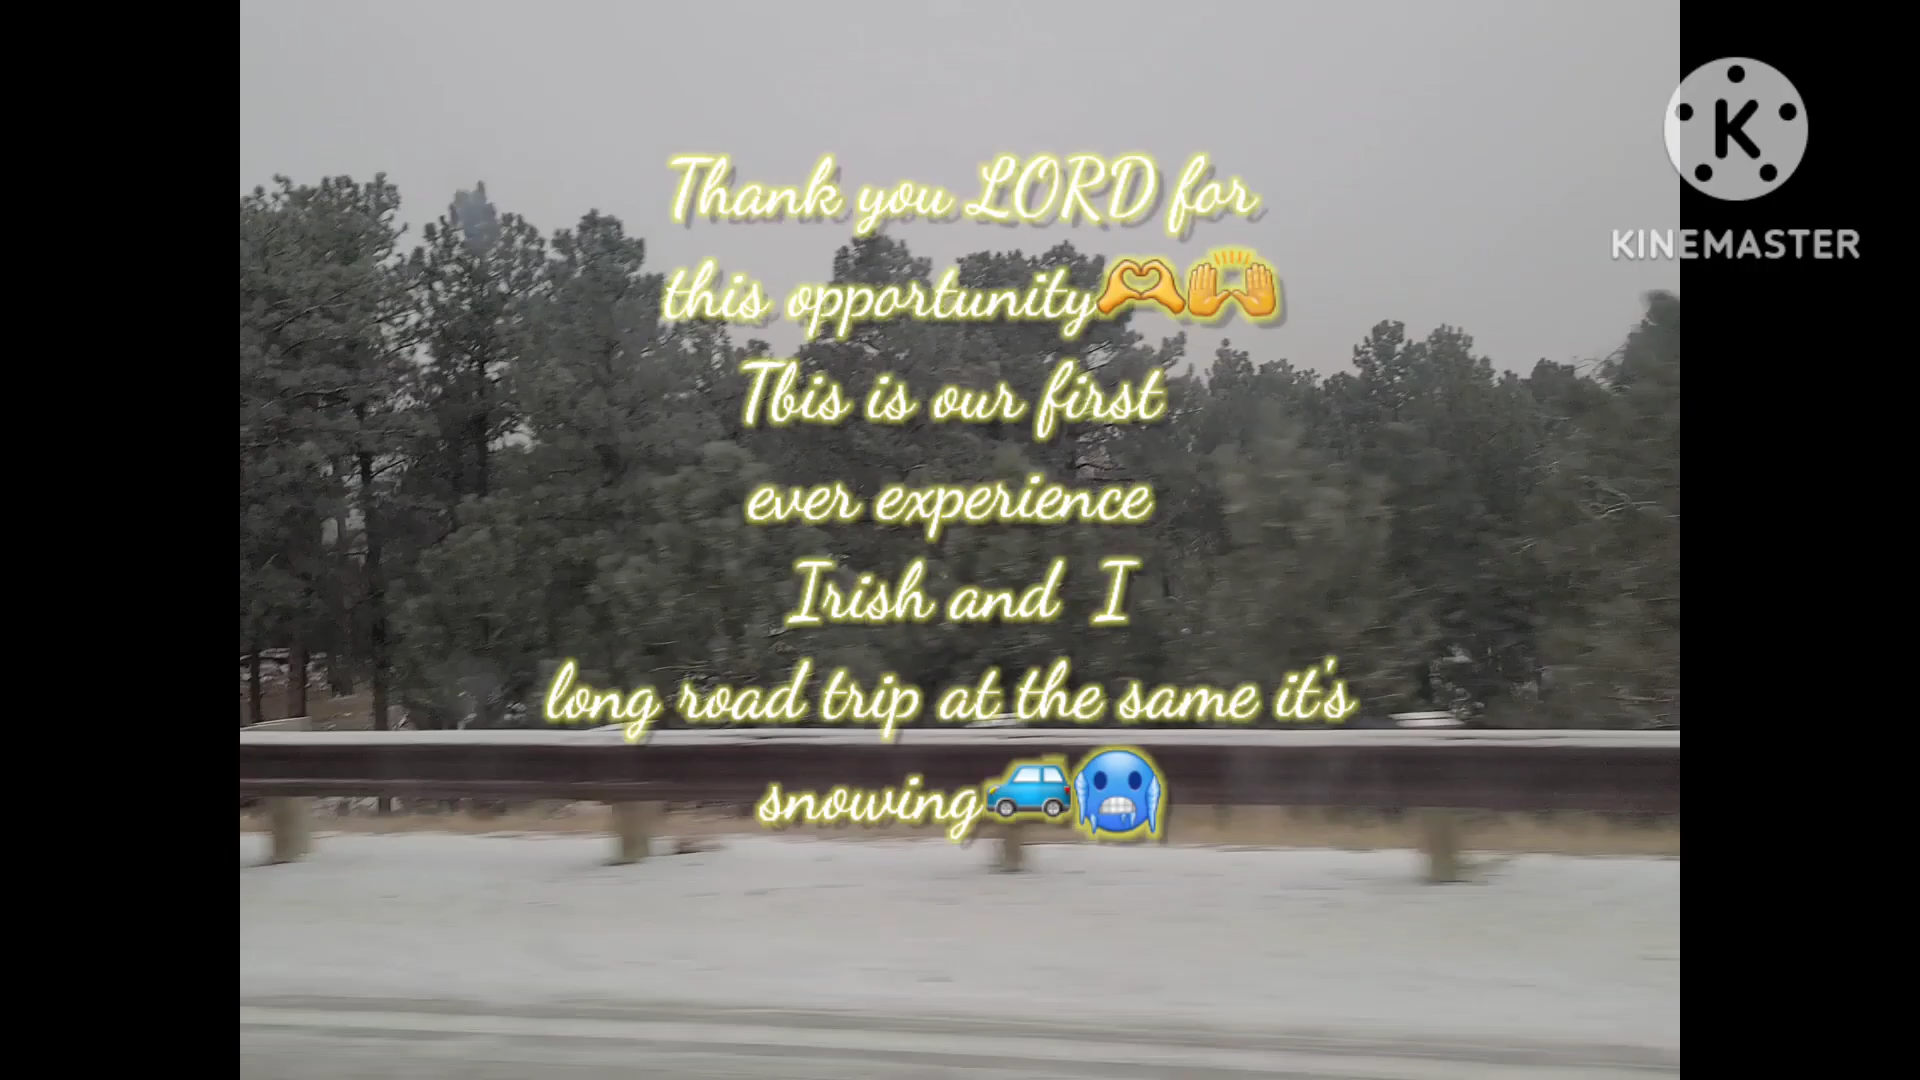 Thank you LORD for
this opportunity🫶🙌
Tbis is our first
ever experience
Irish and I
long road trip at the same it's
snowing🚙🥶
K
KINEMASTER